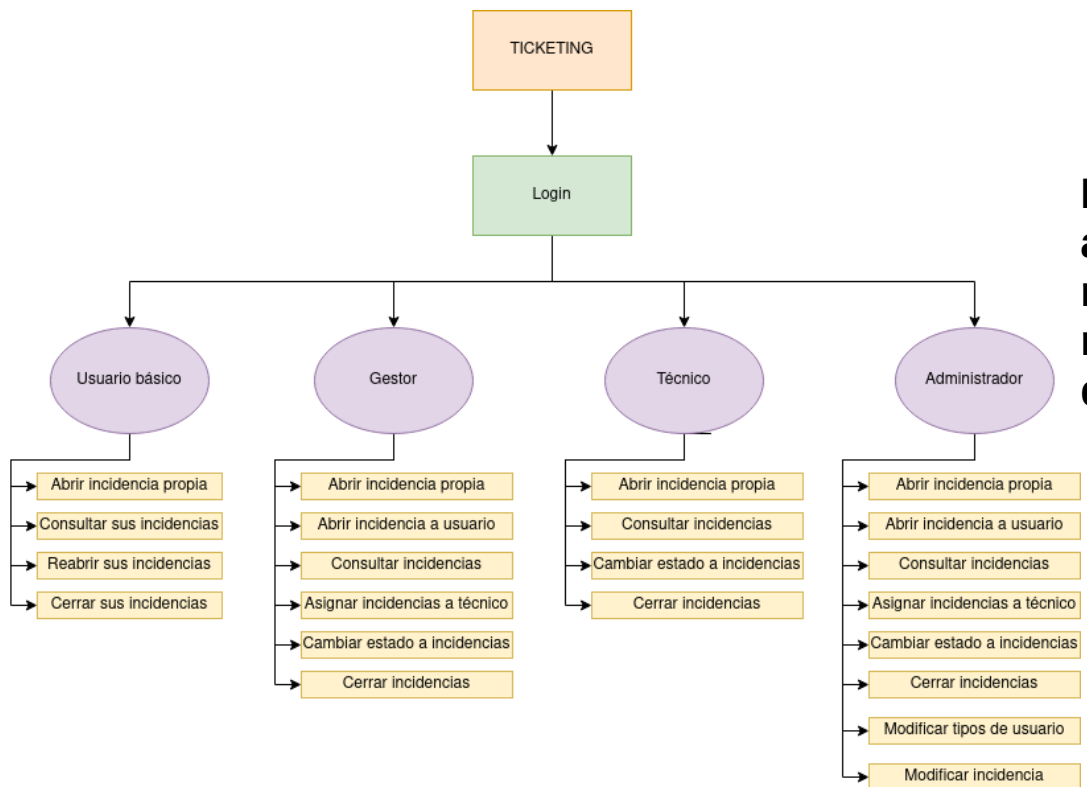 TICKETING
Login
Usuario básico
Gestor
Técnico
Administrador
Abrir incidencia propia
Consultar sus incidencias
Reabrir sus incidencias
Cerrar sus incidencias
Abrir incidencia propia
Abrir incidencia a usuario
Consultar incidencias
Asignar incidencias a técnico
Cambiar estado a incidencias
Cerrar incidencias
Abrir incidencia propia
Consultar incidencias
Cambiar estado a incidencias
Cerrar incidencias
Abrir incidencia propia
Abrir incidencia a usuario
Consultar incidencias
Asignar incidencias a técnico
Cambiar estado a incidencias
Cerrar incidencias
Modificar tipos de usuario
Modificar incidencia